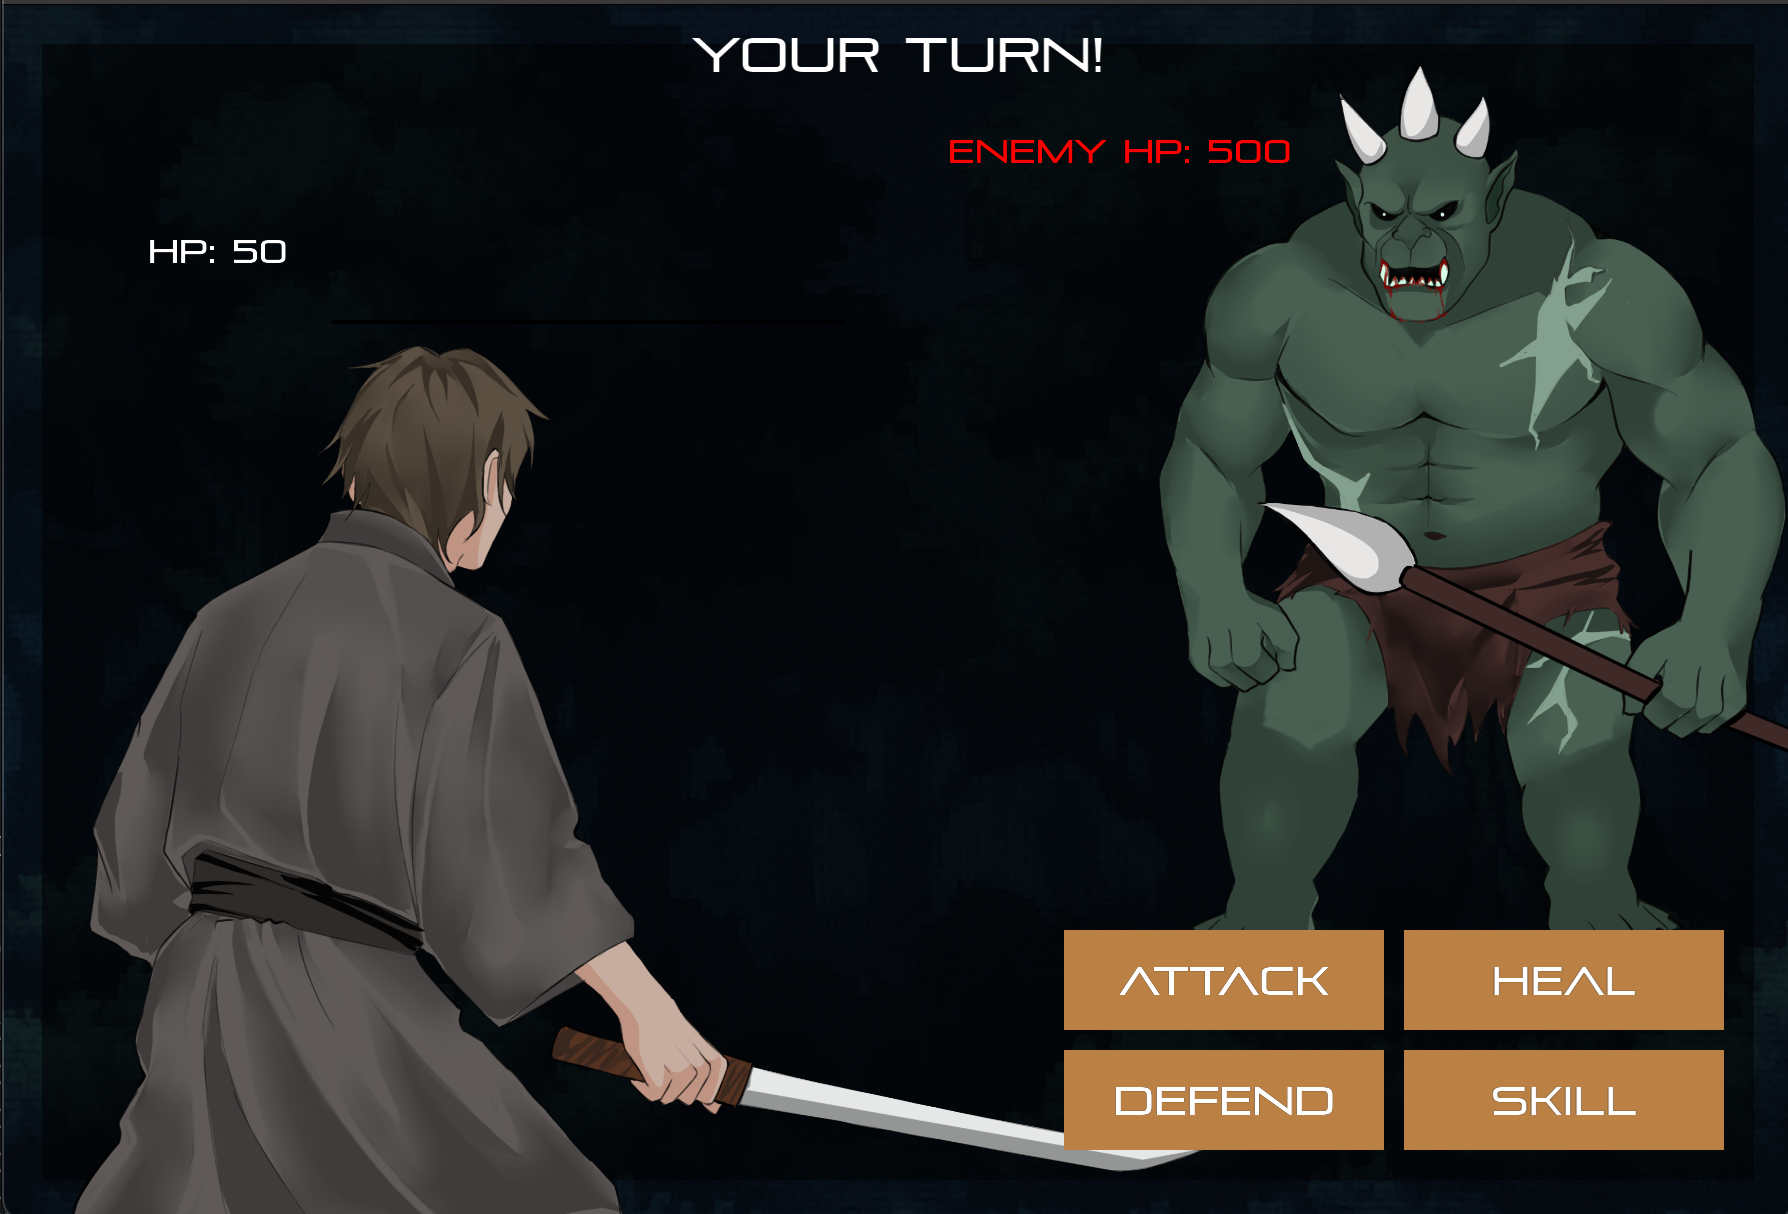 YOUR TURN!
ENEMY HP: 500
HP: 50
ATTACK
HEAL
DEFEND
SKILL